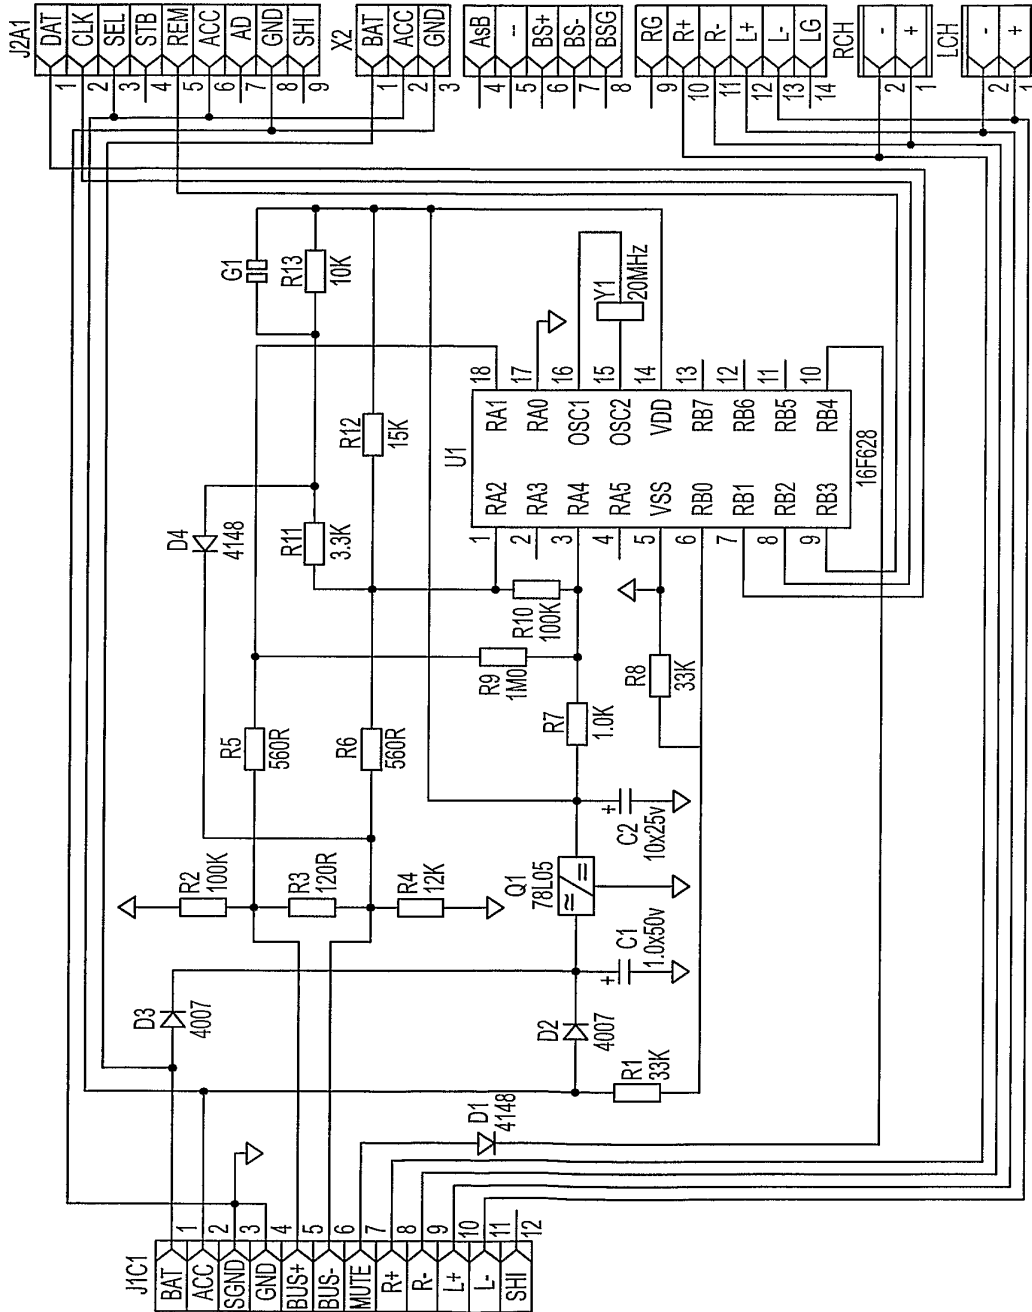 J2A1
DAT
CLK
SEL
STB
REM
ACC
AD
GND
SHI
1
2
3
4
5
6
7
8
9
X2
BAT
ACC
GND
1
2
3
AsB
--
BS+
BS-
BSG
4
5
6
7
8
RG
R+
R-
L+
L-
LG
9
10
11
12
13
14
RCH
-
+
2
1
LCH
-
+
2
1
G1
R13
10K
Y1
20MHz
R12
15K
U1
18
17
16
15
14
13
12
11
10
RA1
RA0
OSC1
OSC2
VDD
RB7
RB6
RB5
RB4
RA2
RA3
RA4
RA5
VSS
RB0
RB1
RB2
RB3
16F628
1
2
3
4
5
6
7
8
9
D4
4148
R11
3.3K
R10
100K
R9
1M0
R8
33K
R5
560R
R6
560R
R7
1.0K
R2
100K
R3
120R
R4
12K
Q1
78L05
+
C2
10x25v
+
C1
1.0x50v
D3
4007
D2
4007
R1
33K
D1
4148
J1C1
BAT
ACC
SGND
GND
BUS+
BUS-
MUTE
R+
R-
L+
L-
SHI
1
2
3
4
5
6
7
8
9
10
11
12